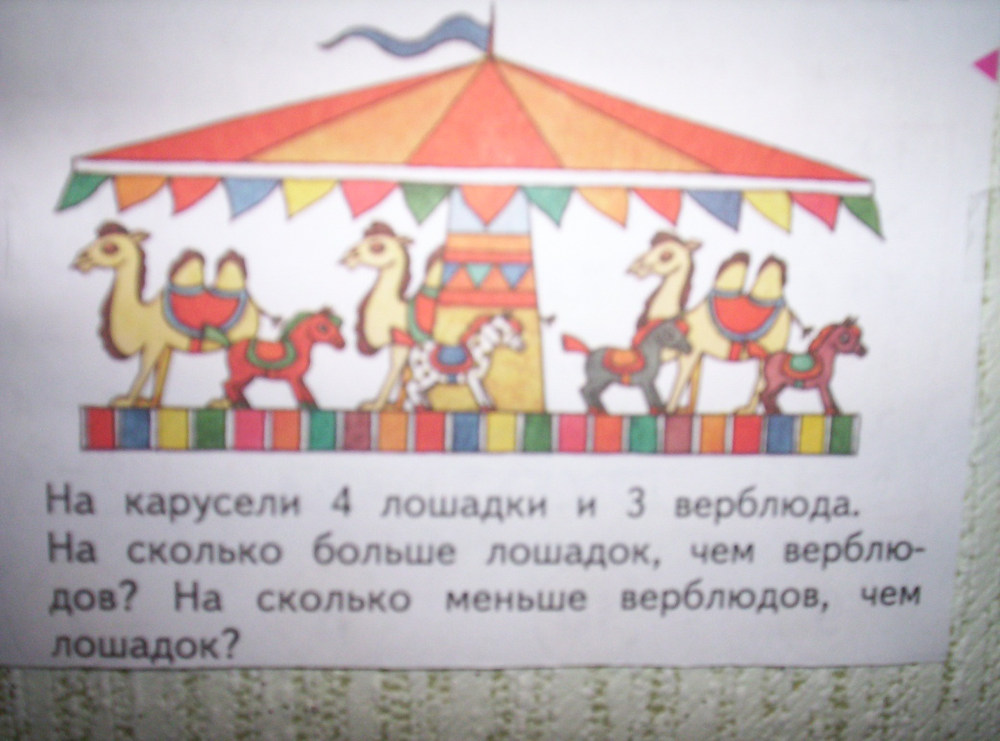 На карусели 4 лошадки и 3 верблюда.
На сколько больше лошадок, чем верблю-
дов? На сколько меньше верблюдов, чем
лошадок?